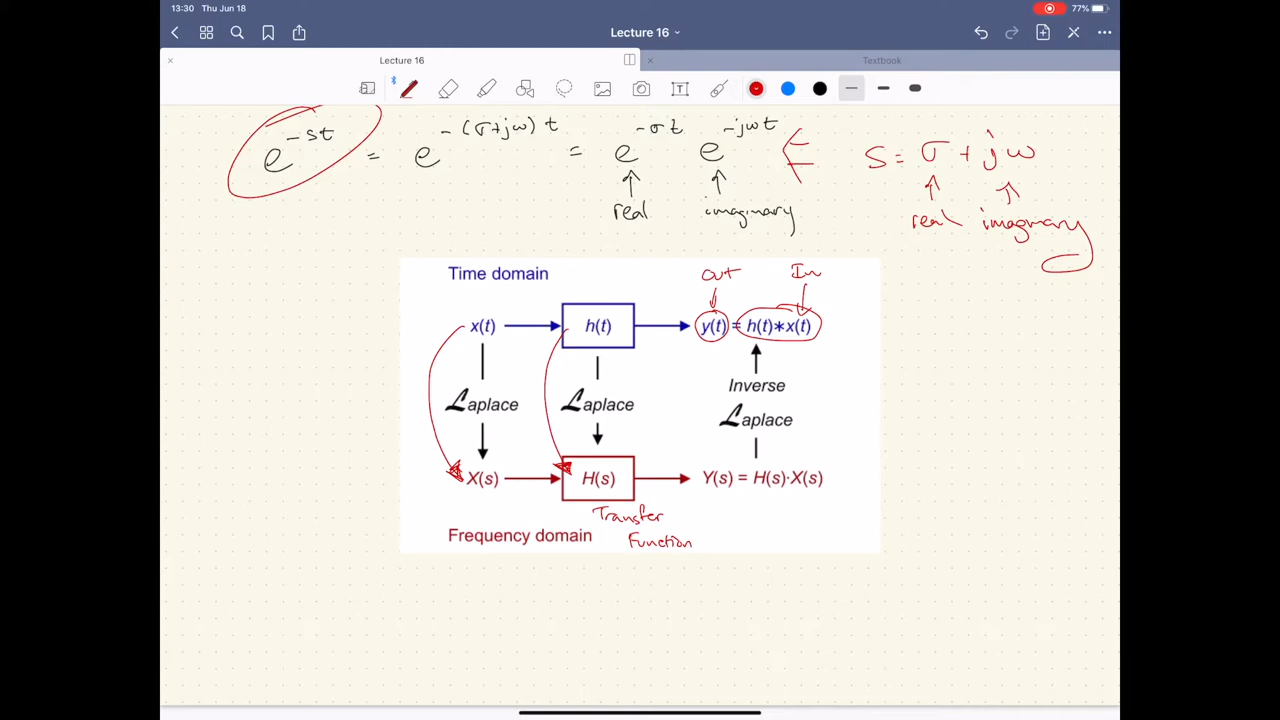 13:30 Thu Jun 18
77%
Lecture 16
Lecture 16
Textbook
e^{-st} = e^{-(σ+jω)t} = e^{-σt} e^{-jωt} ⇐ s = σ + jω
real imaginary real imaginary
Time domain
Out In
x(t) h(t) y(t) = h(t)∗x(t)
Laplace Laplace Inverse Laplace
X(s) H(s) Y(s) = H(s)·X(s)
Transfer
Frequency domain Function